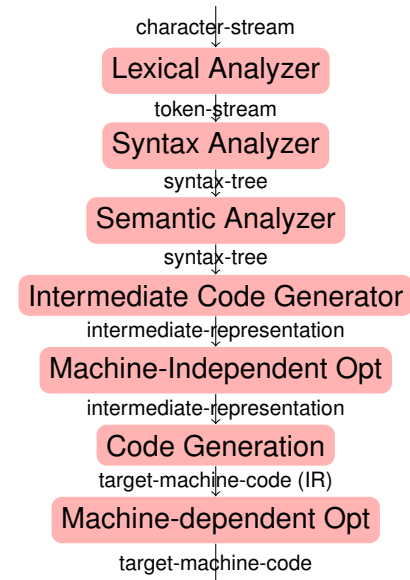 character-stream
Lexical Analyzer
token-stream
Syntax Analyzer
syntax-tree
Semantic Analyzer
syntax-tree
Intermediate Code Generator
intermediate-representation
Machine-Independent Opt
intermediate-representation
Code Generation
target-machine-code (IR)
Machine-dependent Opt
target-machine-code